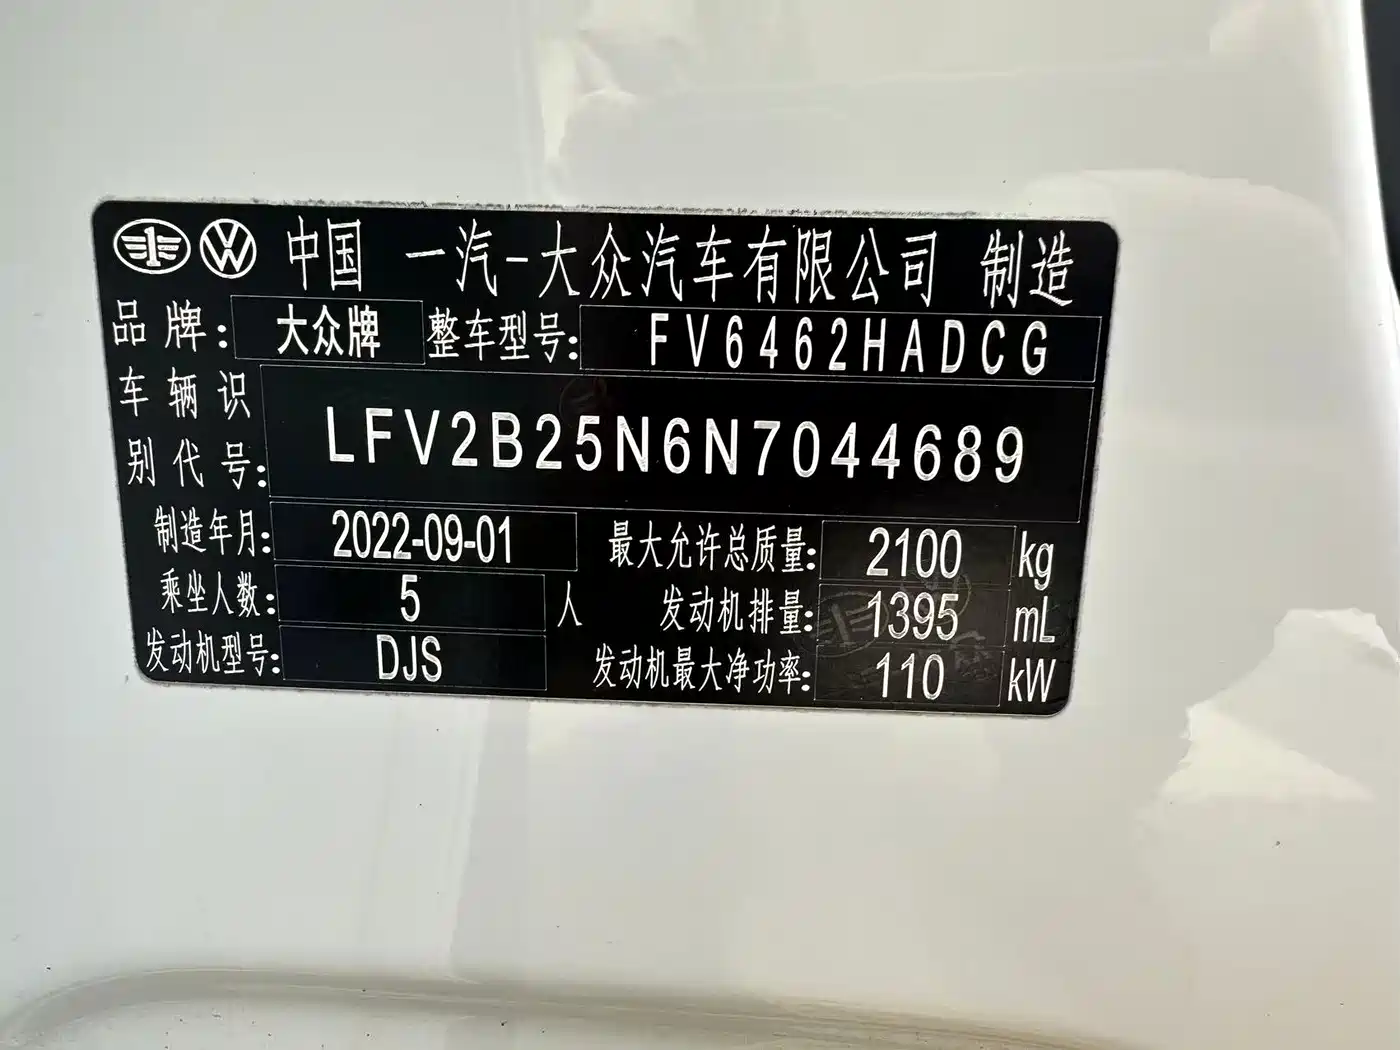 中国 一汽-大众汽车有限公司 制造
品牌: 大众牌 整车型号: FV6462HADCG
车辆识别代号: LFV2B25N6N7044689
制造年月: 2022-09-01 最大允许总质量: 2100 kg
乘坐人数: 5 人 发动机排量: 1395 mL
发动机型号: DJS 发动机最大净功率: 110 kW